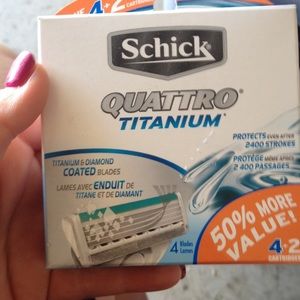 4+2
CARTRIDGES
Schick
QUATTRO®
TITANIUM
PROTECTS EVEN AFTER
2400 STROKES
PROTÈGE MÊME APRÈS
2 400 PASSAGES
TITANIUM & DIAMOND
COATED BLADES
LAMES AVEC ENDUIT DE
TITANE ET DE DIAMANT
4 Blades
Lames
50% MORE
VALUE!
4+2
CARTRIDGES